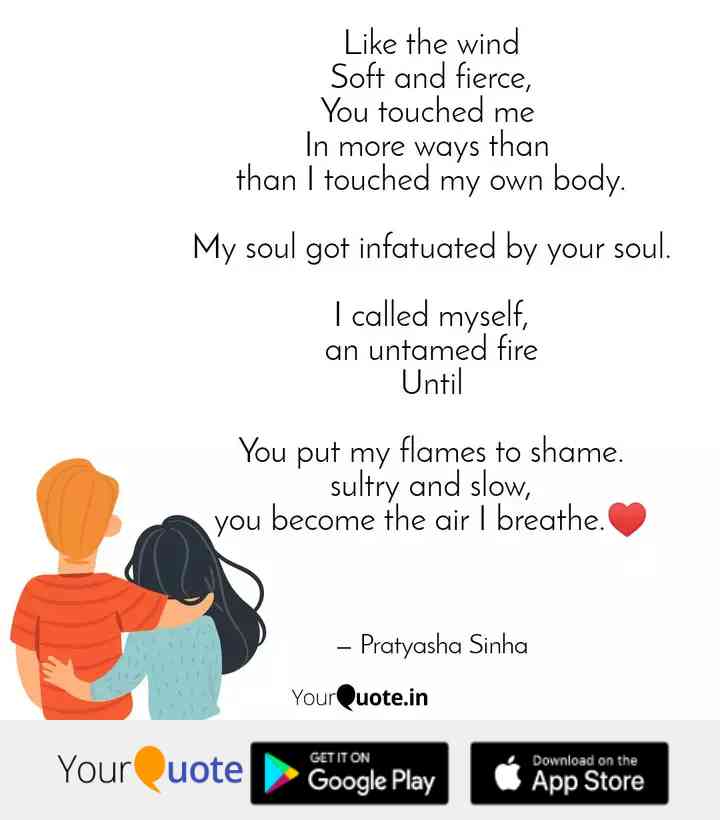 Like the wind
Soft and fierce,
You touched me
In more ways than
than I touched my own body.
My soul got infatuated by your soul.
I called myself,
an untamed fire
Until
You put my flames to shame.
sultry and slow,
you become the air I breathe.❤️
– Pratyasha Sinha
YourQuote.in
YourQuote
GET IT ON
Google Play
Download on the
App Store